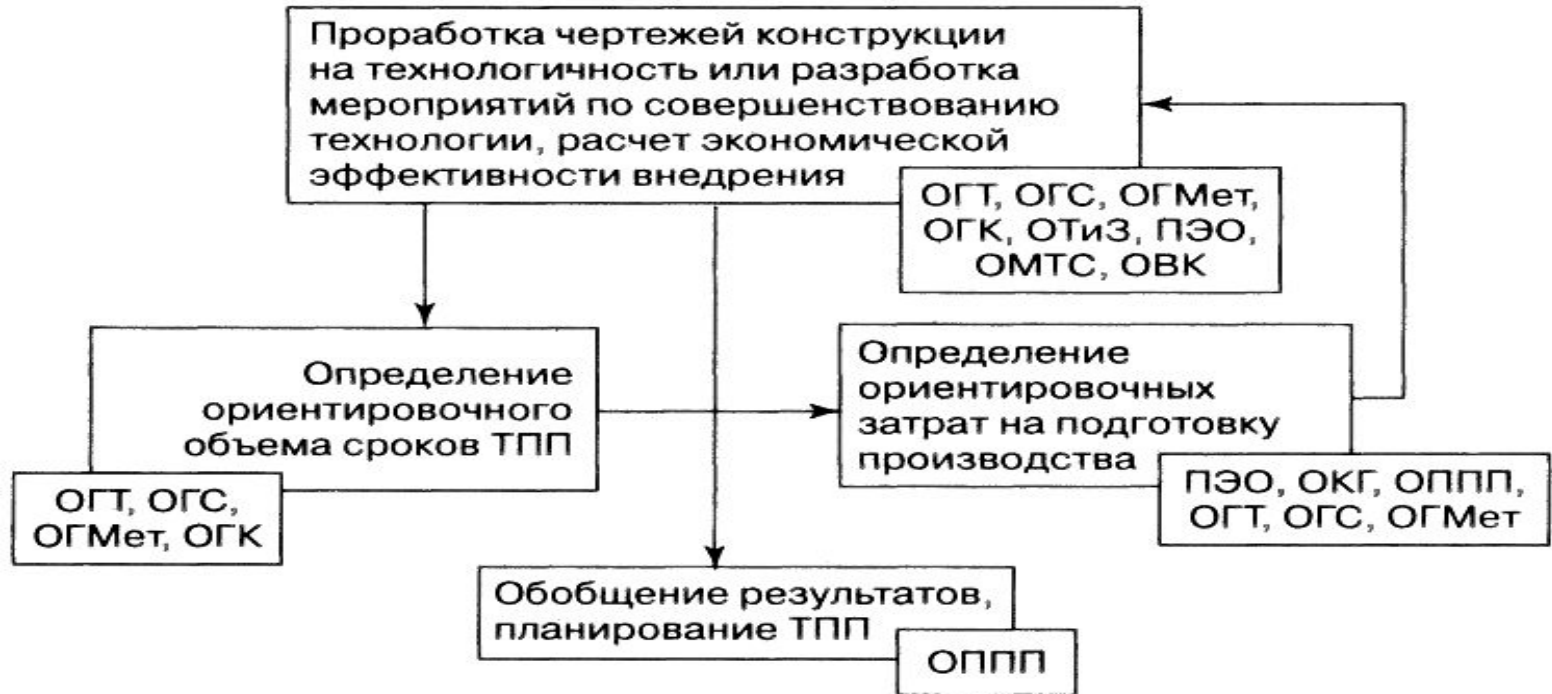 Проработка чертежей конструкции
на технологичность или разработка
мероприятий по совершенствованию
технологии, расчет экономической
эффективности внедрения
ОГТ, ОГС, ОГМет,
ОГК, ОТиЗ, ПЭО,
ОМТС, ОВК
Определение
ориентировочного
объема сроков ТПП
ОГТ, ОГС,
ОГМет, ОГК
Определение
ориентировочных
затрат на подготовку
производства
ПЭО, ОКГ, ОППП,
ОГТ, ОГС, ОГМет
Обобщение результатов,
планирование ТПП
ОППП